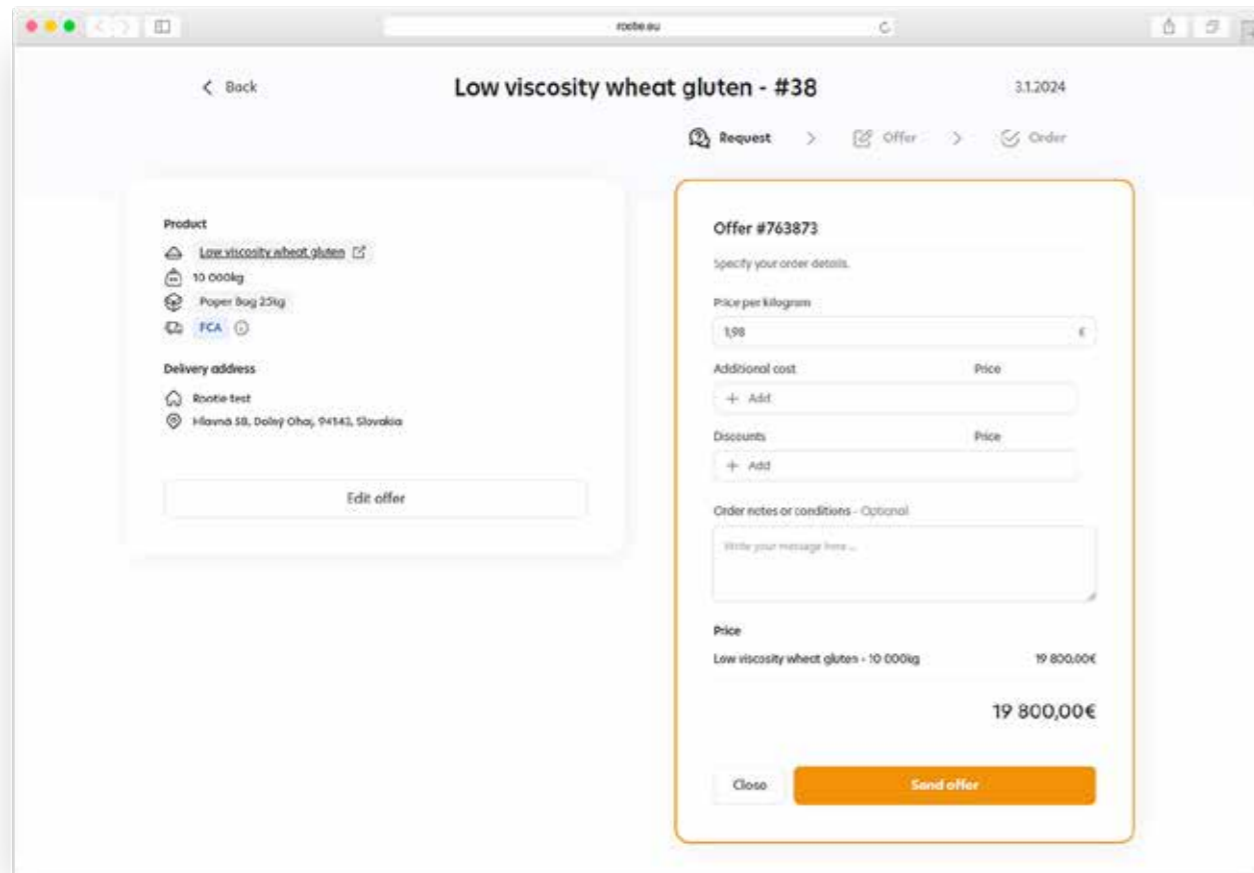 Back
Low viscosity wheat gluten - #38
3.1.2024
Request
Offer
Order
Product
Low viscosity wheat gluten
10 000kg
Paper Bag 25kg
FCA
Delivery address
Rootie test
Hlavná 58, Dolný Ohaj, 94143, Slovakia
Edit offer
Offer #763873
Specify your order details.
Price per kilogram
1,98 €
Additional cost Price
+ Add
Discounts Price
+ Add
Order notes or conditions - Optional
Write your message here ...
Price
Low viscosity wheat gluten - 10 000kg 19 800,00€
19 800,00€
Close
Send offer